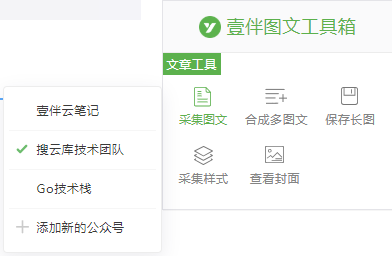 壹伴图文工具箱
文章工具
采集图文
合成多图文
保存长图
采集样式
查看封面
壹伴云笔记
搜云库技术团队
Go技术栈
添加新的公众号